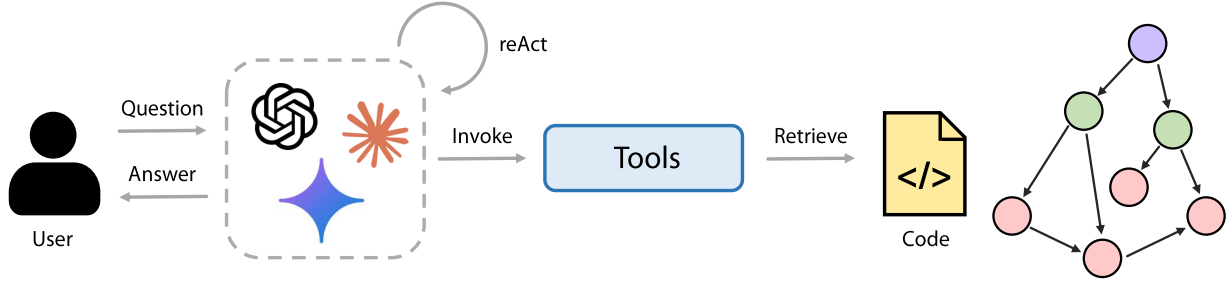 reAct
Question
Answer
User
Invoke
Tools
Retrieve
</>
Code